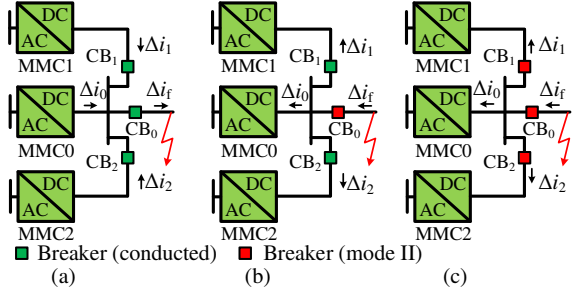 DC
AC
MMC1
CB1
Δi1
DC
AC
MMC0
Δi0
Δif
CB0
DC
AC
MMC2
CB2
Δi2
DC
AC
MMC1
CB1
Δi1
DC
AC
MMC0
Δi0
Δif
CB0
DC
AC
MMC2
CB2
Δi2
DC
AC
MMC1
CB1
Δi1
DC
AC
MMC0
Δi0
Δif
CB0
DC
AC
MMC2
CB2
Δi2
Breaker (conducted)
Breaker (mode II)
(a)
(b)
(c)